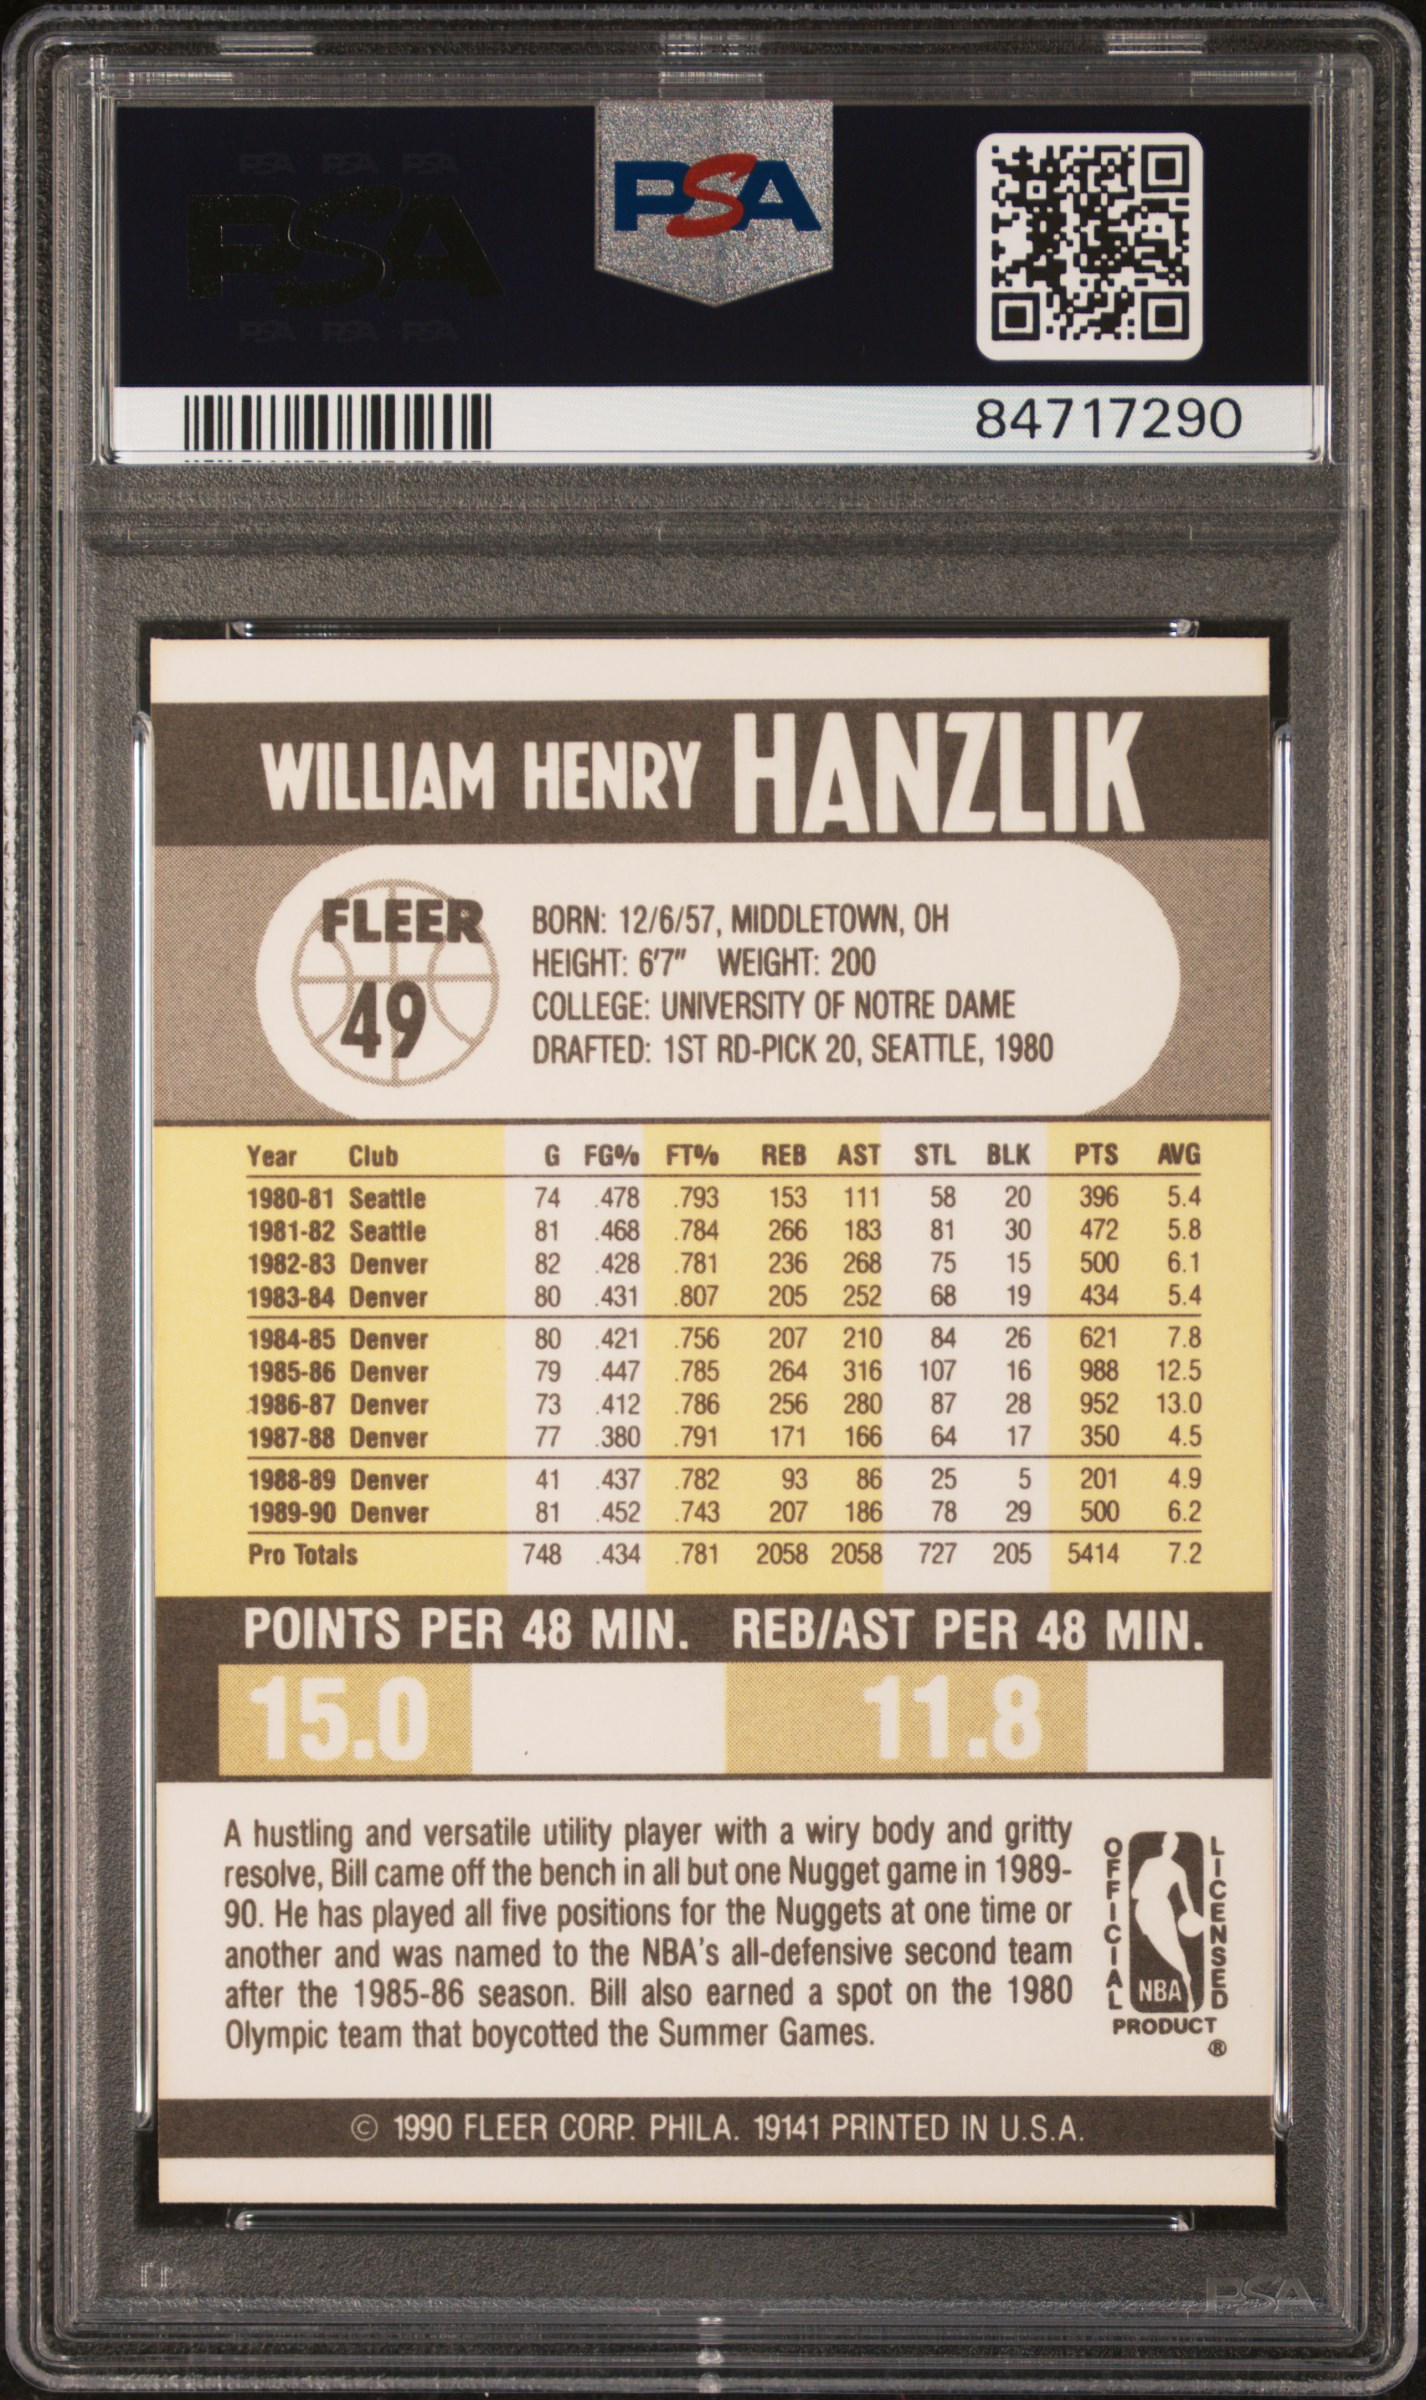 PSA PSA PSA
PSA
PSA PSA PSA
PSA
84717290
WILLIAM HENRY HANZLIK
FLEER
49
BORN: 12/6/57, MIDDLETOWN, OH
HEIGHT: 6'7" WEIGHT: 200
COLLEGE: UNIVERSITY OF NOTRE DAME
DRAFTED: 1ST RD-PICK 20, SEATTLE, 1980
Year Club G FG% FT% REB AST STL BLK PTS AVG
1980-81 Seattle 74 .478 .793 153 111 58 20 396 5.4
1981-82 Seattle 81 .468 .784 266 183 81 30 472 5.8
1982-83 Denver 82 .428 .781 236 268 75 15 500 6.1
1983-84 Denver 80 .431 .807 205 252 68 19 434 5.4
1984-85 Denver 80 .421 .756 207 210 84 26 621 7.8
1985-86 Denver 79 .447 .785 264 316 107 16 988 12.5
1986-87 Denver 73 .412 .786 256 280 87 28 952 13.0
1987-88 Denver 77 .380 .791 171 166 64 17 350 4.5
1988-89 Denver 41 .437 .782 93 86 25 5 201 4.9
1989-90 Denver 81 .452 .743 207 186 78 29 500 6.2
Pro Totals 748 .434 .781 2058 2058 727 205 5414 7.2
POINTS PER 48 MIN. REB/AST PER 48 MIN.
15.0 11.8
A hustling and versatile utility player with a wiry body and gritty
resolve, Bill came off the bench in all but one Nugget game in 1989-
90. He has played all five positions for the Nuggets at one time or
another and was named to the NBA's all-defensive second team
after the 1985-86 season. Bill also earned a spot on the 1980
Olympic team that boycotted the Summer Games.
OFFICIAL
NBA
LICENSED
PRODUCT
®
© 1990 FLEER CORP. PHILA. 19141 PRINTED IN U.S.A.
PSA